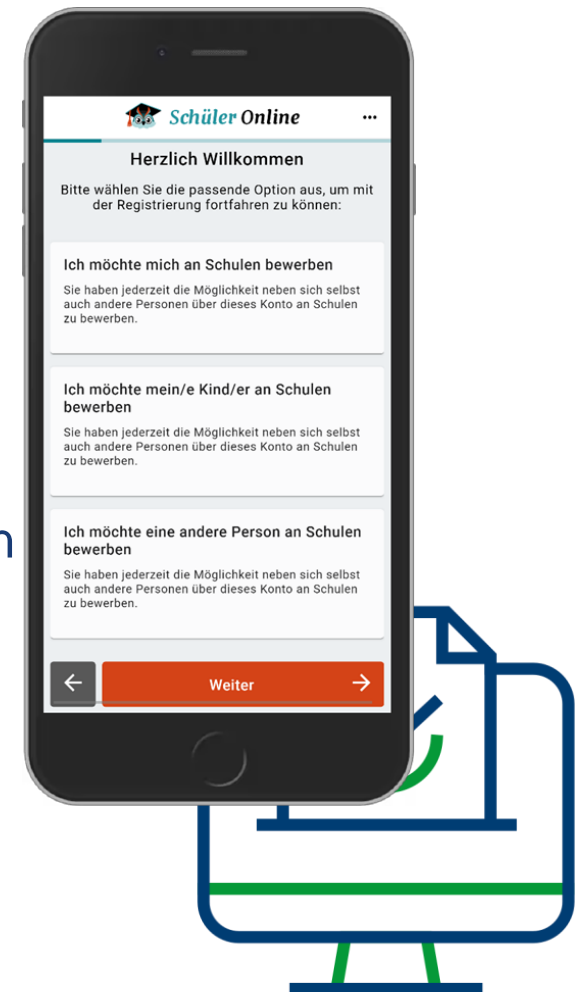 Schüler Online
Herzlich Willkommen
Bitte wählen Sie die passende Option aus, um mit
der Registrierung fortfahren zu können:
Ich möchte mich an Schulen bewerben
Sie haben jederzeit die Möglichkeit neben sich selbst
auch andere Personen über dieses Konto an Schulen
zu bewerben.
Ich möchte mein/e Kind/er an Schulen
bewerben
Sie haben jederzeit die Möglichkeit neben sich selbst
auch andere Personen über dieses Konto an Schulen
zu bewerben.
Ich möchte eine andere Person an Schulen
bewerben
Sie haben jederzeit die Möglichkeit neben sich selbst
auch andere Personen über dieses Konto an Schulen
zu bewerben.
Weiter